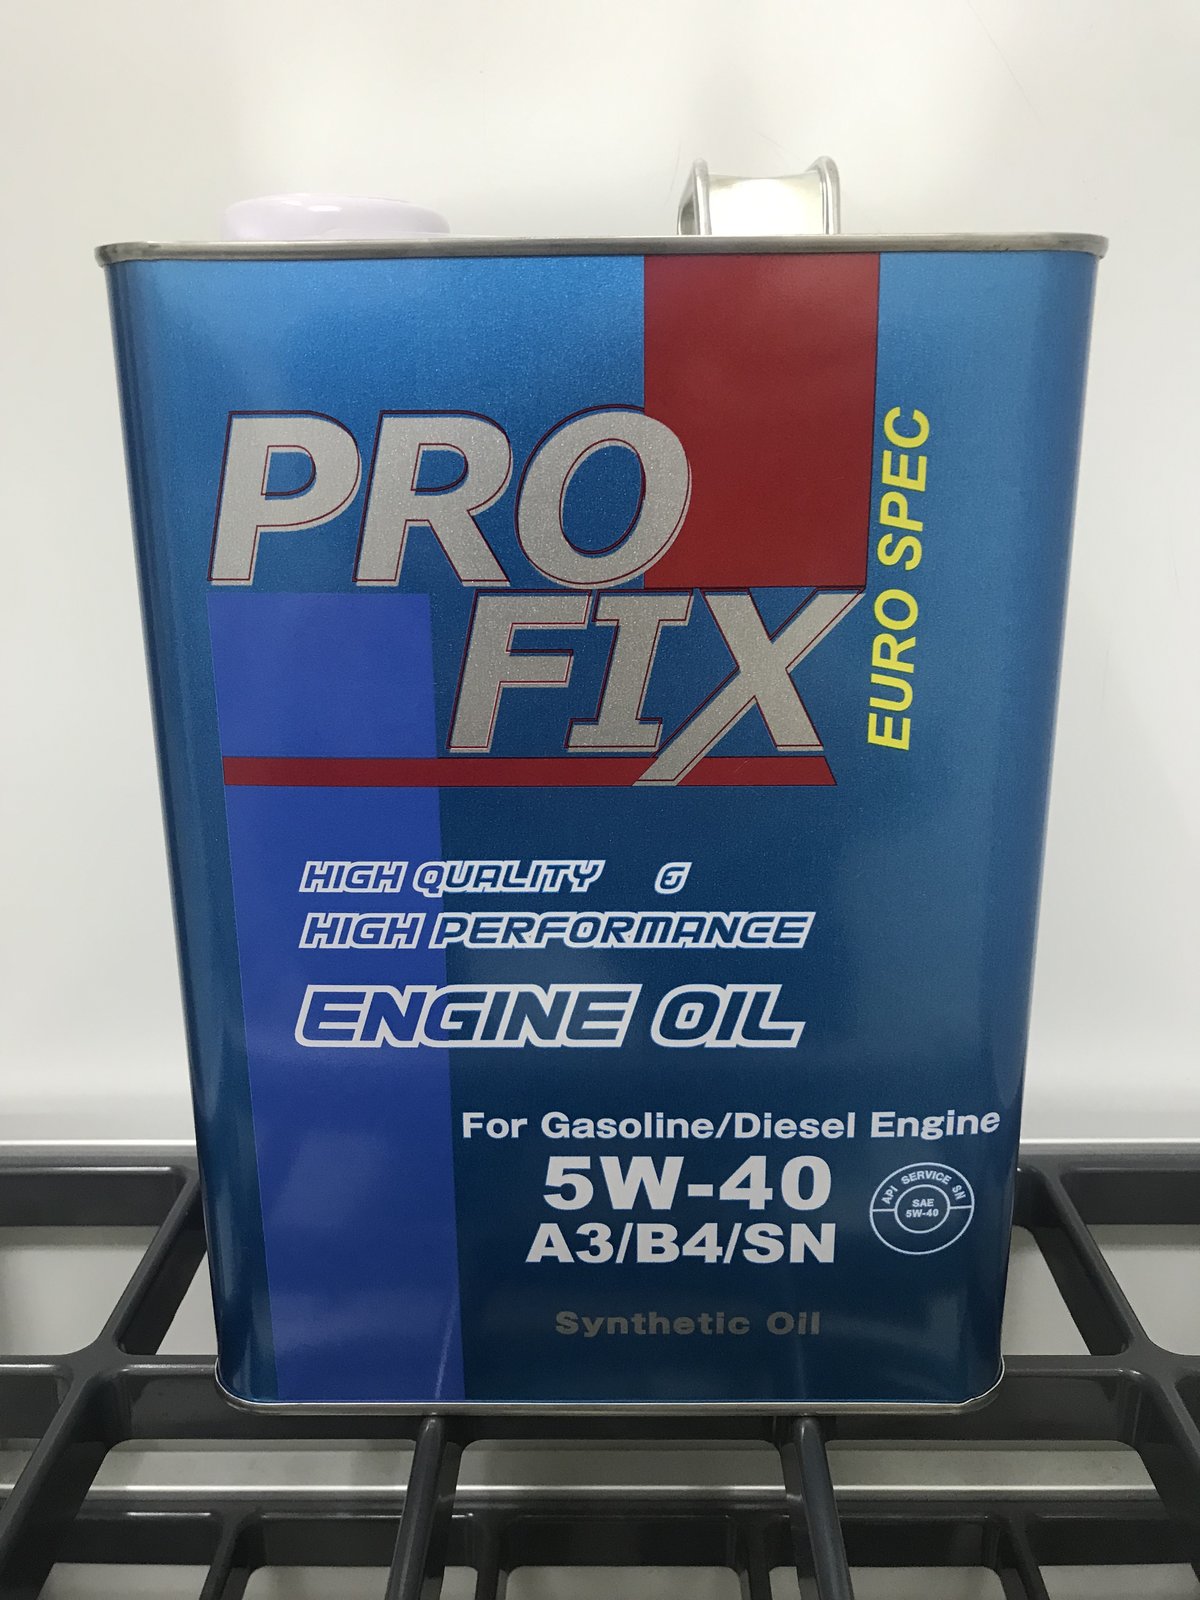 PRO
FIX
EURO SPEC
HIGH QUALITY &
HIGH PERFORMANCE
ENGINE OIL
For Gasoline/Diesel Engine
5W-40
A3/B4/SN
API SERVICE SN
SAE
5W-40
Synthetic Oil